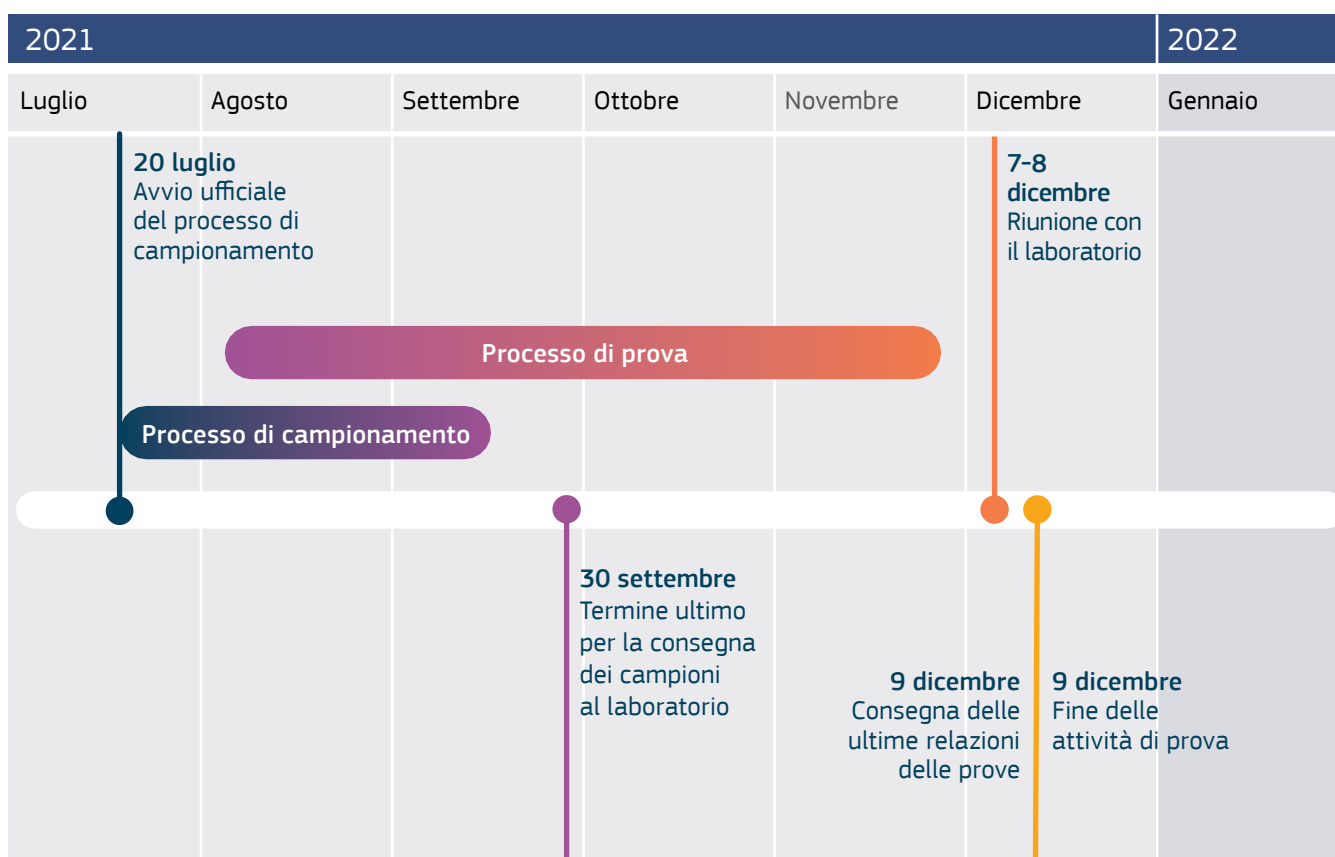 2021
2022
Luglio
Agosto
Settembre
Ottobre
Novembre
Dicembre
Gennaio
20 luglio
Avvio ufficiale
del processo di
campionamento
7-8
dicembre
Riunione con
il laboratorio
Processo di prova
Processo di campionamento
30 settembre
Termine ultimo
per la consegna
dei campioni
al laboratorio
9 dicembre
Consegna delle
ultime relazioni
delle prove
9 dicembre
Fine delle
attività di prova